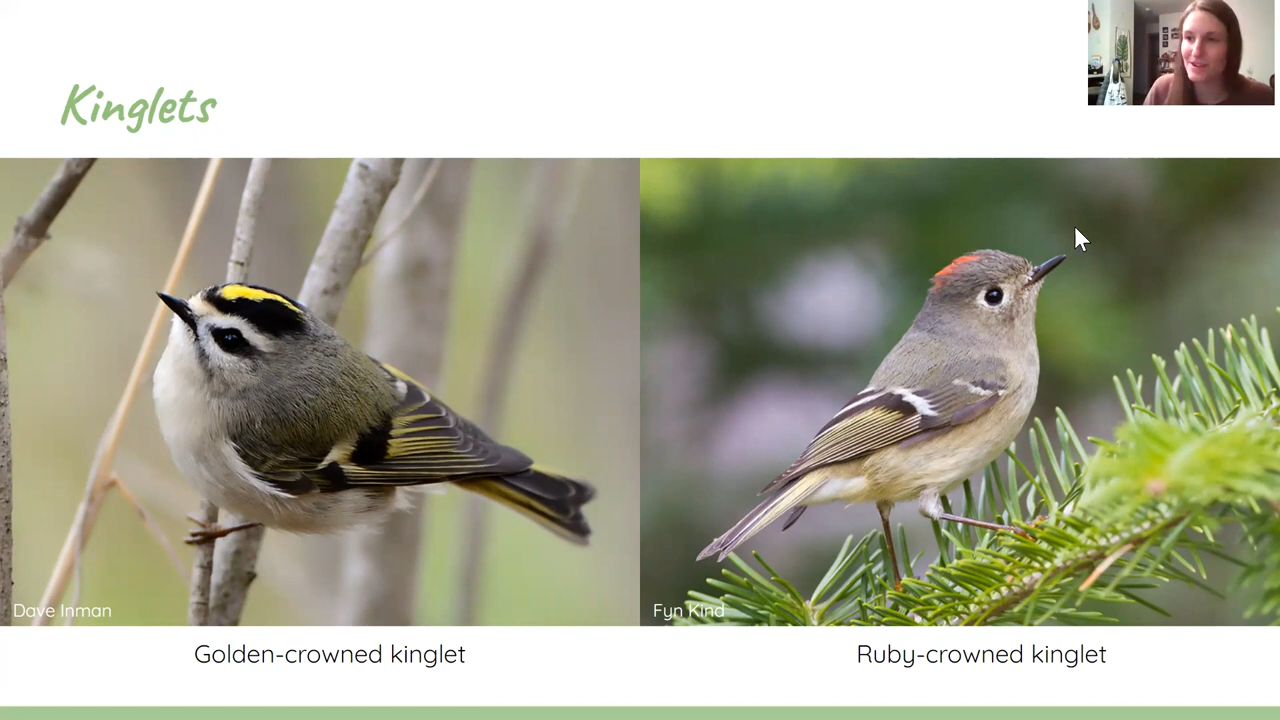 Kinglets
Dave Inman
Fyn Kind
Golden-crowned kinglet
Ruby-crowned kinglet